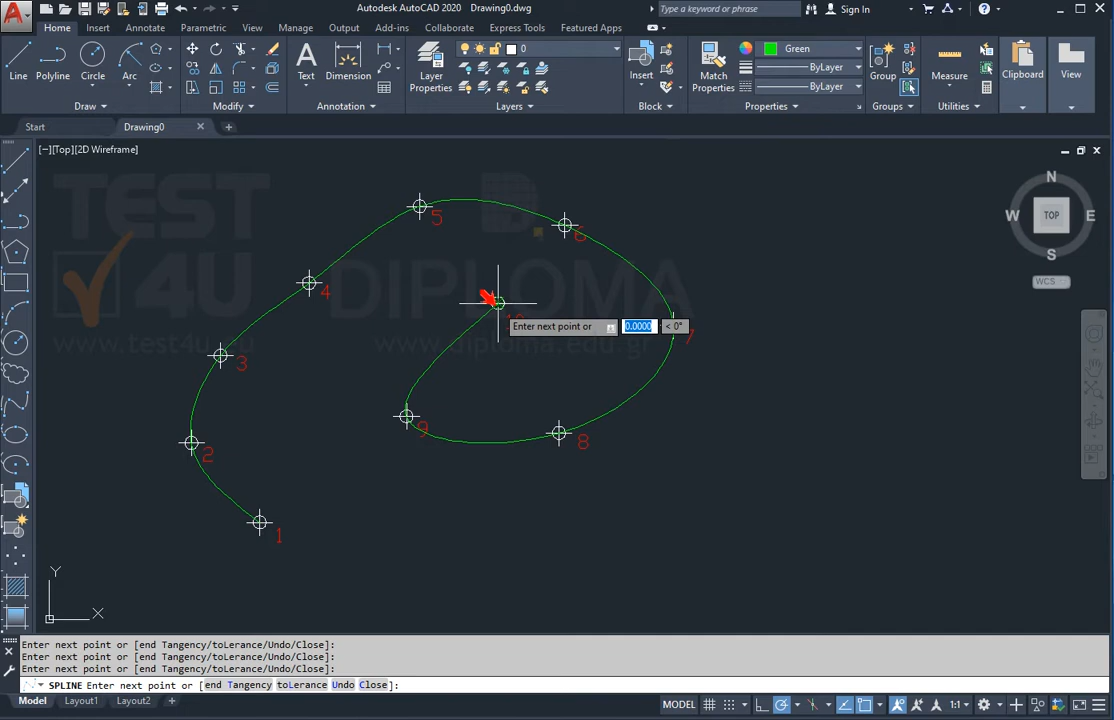 Autodesk AutoCAD 2020 Drawing0.dwg
Type a keyword or phrase
Sign In
Home Insert Annotate Parametric View Manage Output Add-ins Collaborate Express Tools Featured Apps
Line Polyline Circle Arc
Text Dimension
Layer Properties
0
Insert
Match Properties
Green
ByLayer
ByLayer
Group
Measure
Clipboard
View
Draw Modify Annotation Layers Block Properties Groups Utilities
Start Drawing0
[−][Top][2D Wireframe]
TEST
4U
www.test4u.eu
D.
DIPLOMA
www.diploma.edu.gr
N
W TOP E
S
WCS
5
6
4
10
Enter next point or 0.0000 < 0°
7
3
9
8
2
1
Y
X
Enter next point or [end Tangency/toLerance/Undo/Close]:
Enter next point or [end Tangency/toLerance/Undo/Close]:
Enter next point or [end Tangency/toLerance/Undo/Close]:
SPLINE Enter next point or [end Tangency toLerance Undo Close]:
Model Layout1 Layout2 +
MODEL 1:1